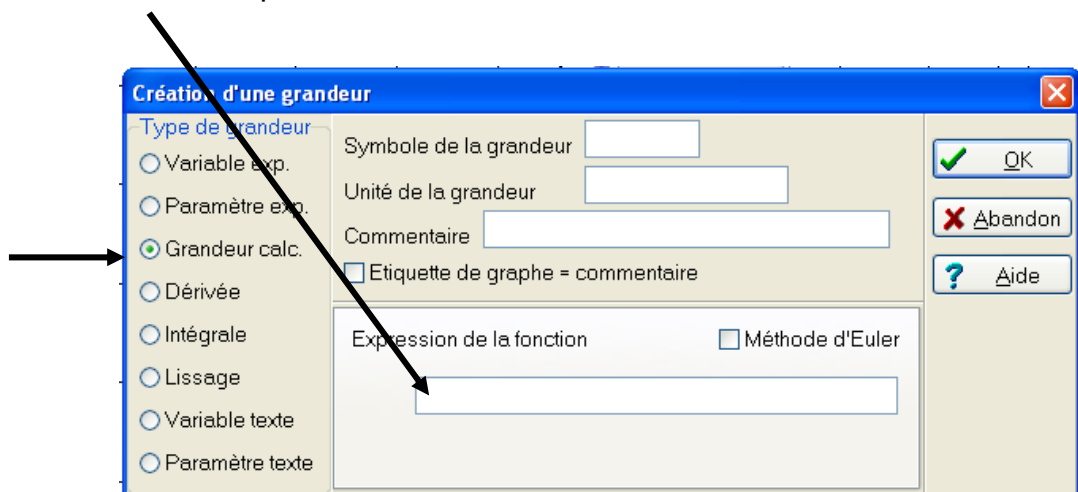 Création d'une grandeur
Type de grandeur
Variable exp.
Paramètre exp.
Grandeur calc.
Dérivée
Intégrale
Lissage
Variable texte
Paramètre texte
Symbole de la grandeur
Unité de la grandeur
Commentaire
Etiquette de graphe = commentaire
Expression de la fonction
Méthode d'Euler
OK
Abandon
? Aide